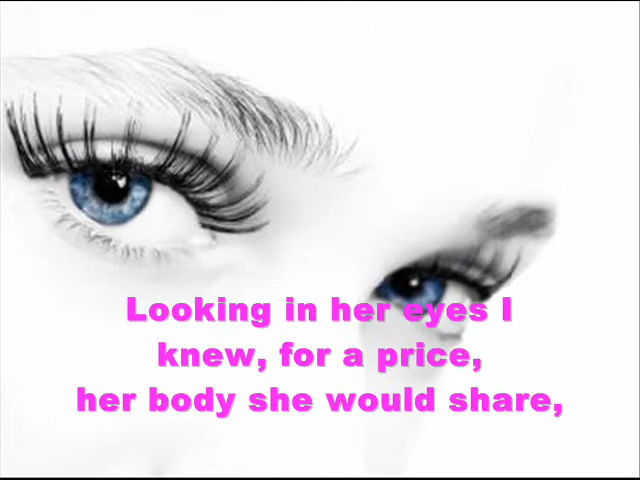 Looking in her eyes I
knew, for a price,
her body she would share,